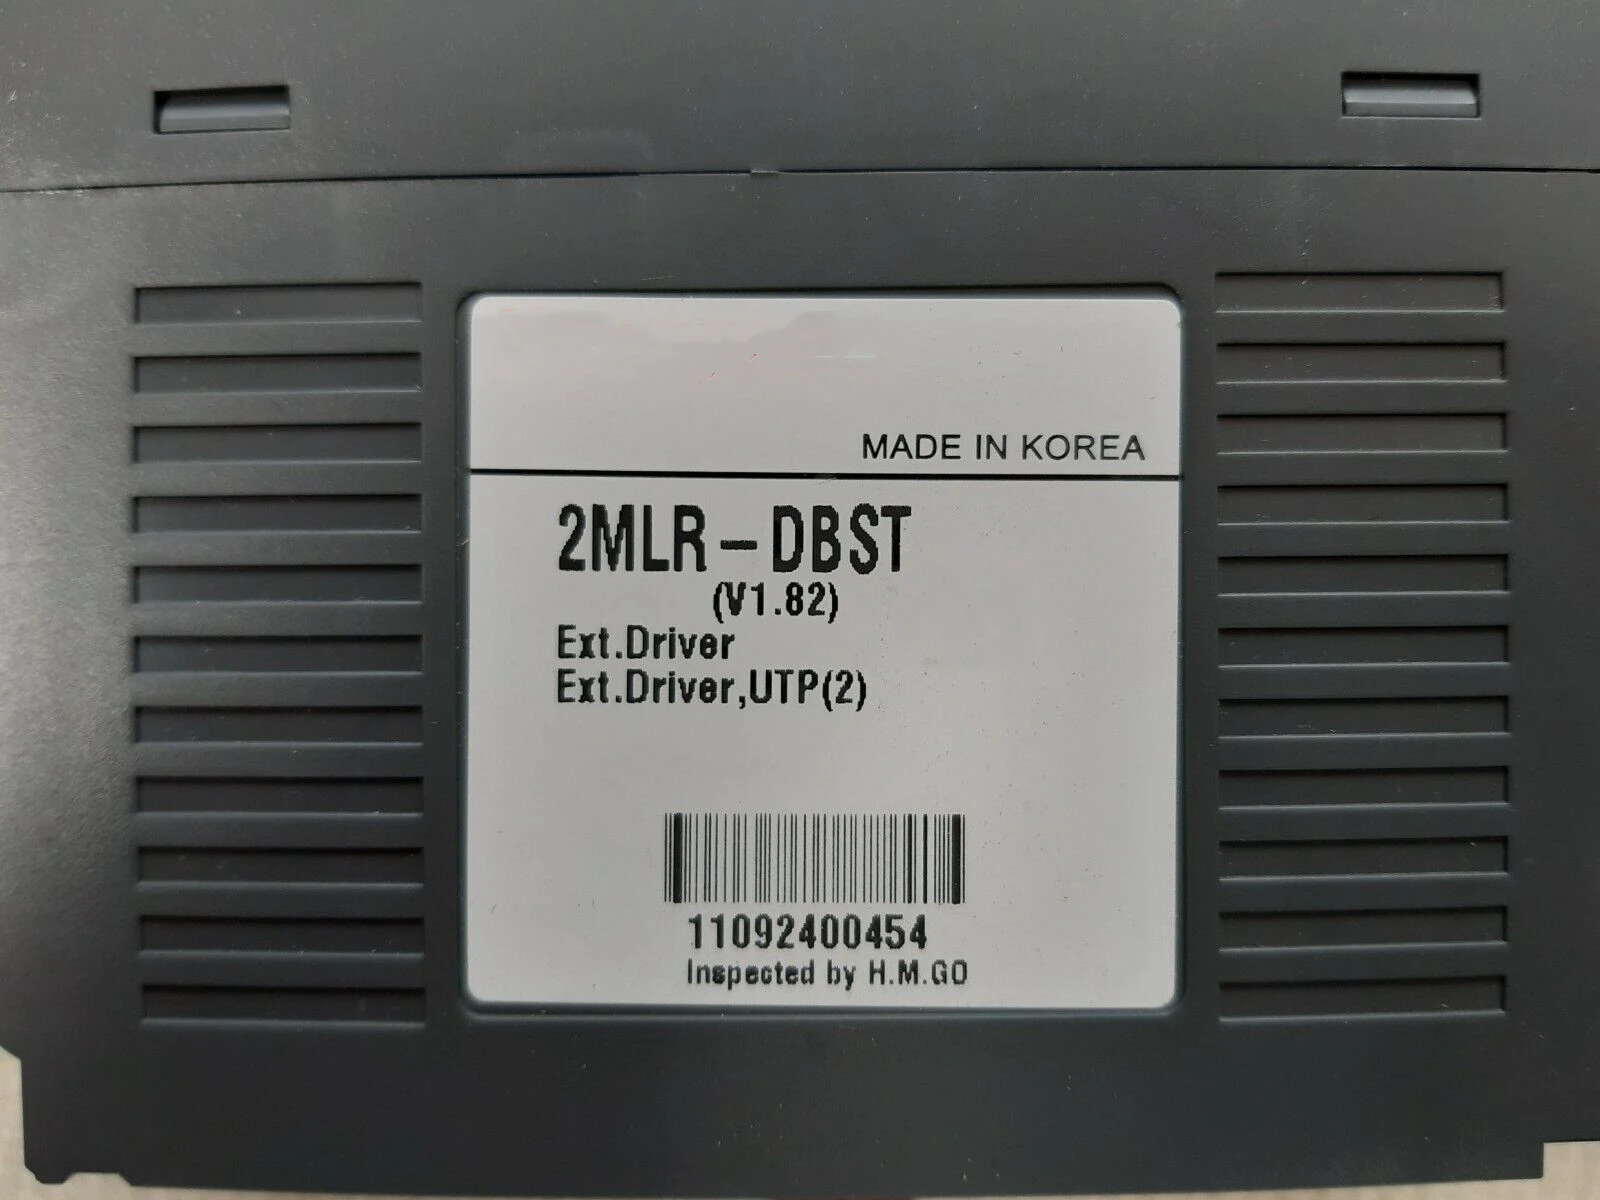 MADE IN KOREA
2MLR-DBST
(V1.82)
Ext.Driver
Ext.Driver,UTP(2)
11092400454
Inspected by H.M.GO